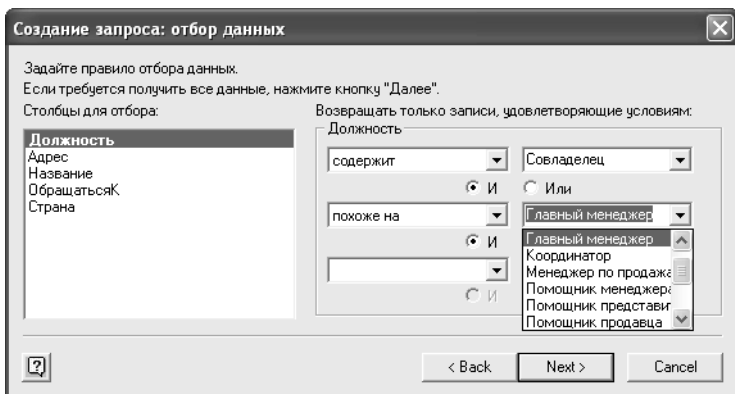 Создание запроса: отбор данных
Задайте правило отбора данных.
Если требуется получить все данные, нажмите кнопку "Далее".
Столбцы для отбора:
Возвращать только записи, удовлетворяющие условиям:
Должность
Адрес
Название
ОбращатьсяК
Страна
Должность
содержит Совладелец
И Или
похоже на Главный менеджер
И
Главный менеджер
Координатор
Менеджер по продажа
Помощник менеджера
Помощник представит
Помощник продавца
И
?
< Back Next > Cancel